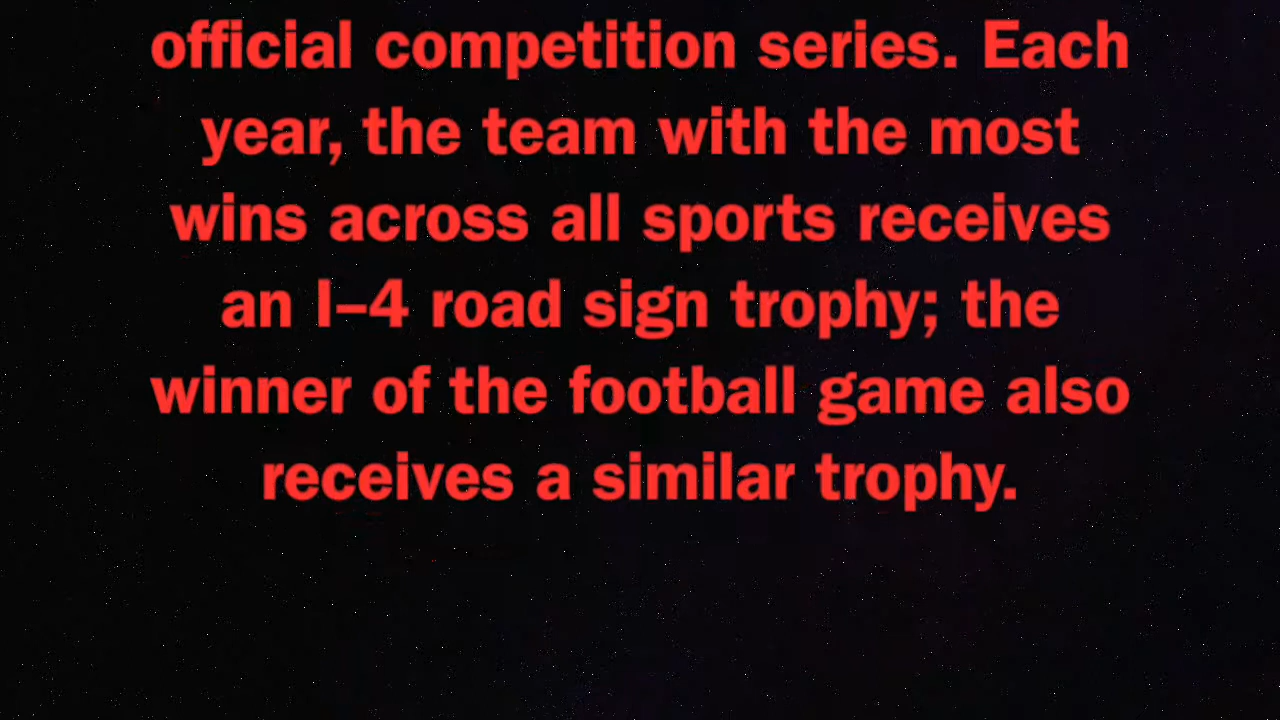 official competition series. Each
year, the team with the most
wins across all sports receives
an I–4 road sign trophy; the
winner of the football game also
receives a similar trophy.